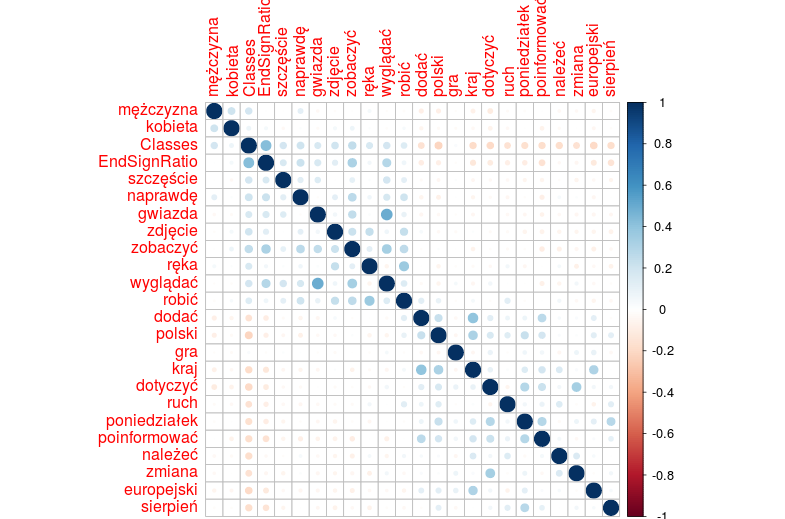 mężczyzna
kobieta
Classes
EndSignRatio
szczęście
naprawdę
gwiazda
zdjęcie
zobaczyć
ręka
wyglądać
robić
dodać
polski
gra
kraj
dotyczyć
ruch
poniedziałek
poinformować
należeć
zmiana
europejski
sierpień
mężczyzna
kobieta
Classes
EndSignRatio
szczęście
naprawdę
gwiazda
zdjęcie
zobaczyć
ręka
wyglądać
robić
dodać
polski
gra
kraj
dotyczyć
ruch
poniedziałek
poinformować
należeć
zmiana
europejski
sierpień
1
0.8
0.6
0.4
0.2
0
-0.2
-0.4
-0.6
-0.8
-1